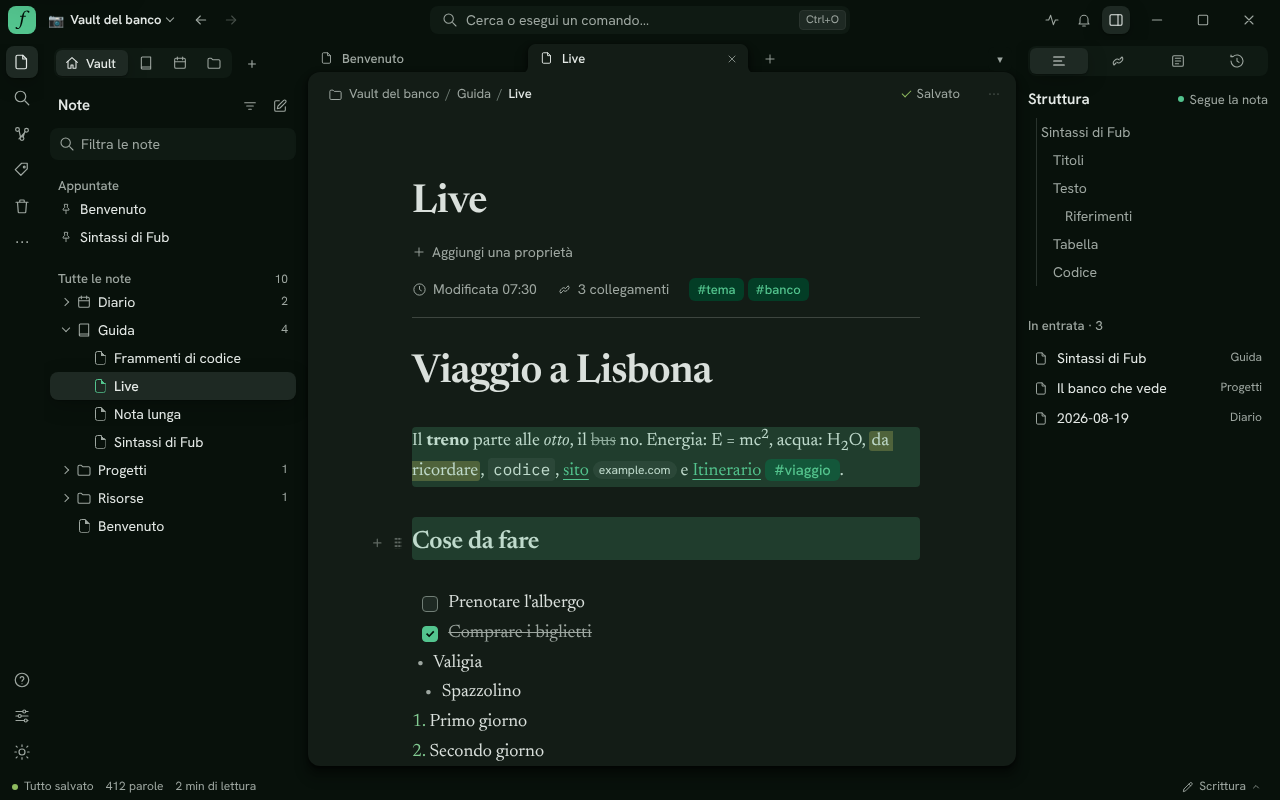 Vault del banco
Cerca o esegui un comando...
Ctrl+O
Vault
Benvenuto
Live
Note
Filtra le note
Appuntate
Benvenuto
Sintassi di Fub
Tutte le note 10
Diario 2
Guida 4
Frammenti di codice
Live
Nota lunga
Sintassi di Fub
Progetti 1
Risorse 1
Benvenuto
Vault del banco / Guida / Live
Salvato
Live
Aggiungi una proprietà
Modificata 07:30 3 collegamenti #tema #banco
Viaggio a Lisbona
Il treno parte alle otto, il bus no. Energia: E = mc², acqua: H₂O, da
ricordare, codice, sito example.com e Itinerario #viaggio.
Cose da fare
Prenotare l'albergo
Comprare i biglietti
• Valigia
• Spazzolino
1. Primo giorno
2. Secondo giorno
Struttura
Segue la nota
Sintassi di Fub
Titoli
Testo
Riferimenti
Tabella
Codice
In entrata · 3
Sintassi di Fub Guida
Il banco che vede Progetti
2026-08-19 Diario
Tutto salvato 412 parole 2 min di lettura
Scrittura